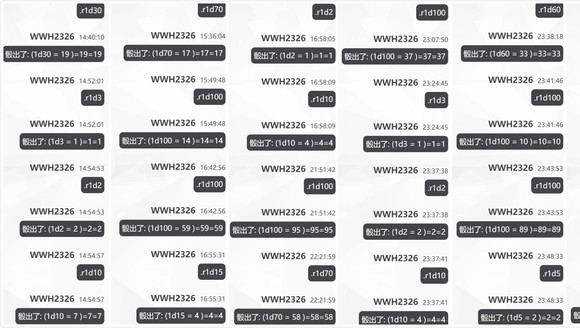 .r1d30
WWH2326 14:40:10
骰出了: (1d30 = 19 )=19=19
WWH2326 14:52:01
.r1d3
WWH2326 14:52:01
骰出了: (1d3 = 1 )=1=1
WWH2326 14:54:53
.r1d2
WWH2326 14:54:53
骰出了: (1d2 = 2 )=2=2
WWH2326 14:54:57
.r1d10
WWH2326 14:54:57
骰出了: (1d10 = 7 )=7=7
.r1d70
WWH2326 15:36:04
骰出了: (1d70 = 17 )=17=17
WWH2326 15:49:48
.r1d100
WWH2326 15:49:48
骰出了: (1d100 = 14 )=14=14
WWH2326 16:42:56
.r1d100
WWH2326 16:42:56
骰出了: (1d100 = 59 )=59=59
WWH2326 16:55:31
.r1d15
WWH2326 16:55:31
骰出了: (1d15 = 4 )=4=4
.r1d2
WWH2326 16:58:05
骰出了: (1d2 = 1 )=1=1
WWH2326 16:58:09
.r1d10
WWH2326 16:58:09
骰出了: (1d10 = 4 )=4=4
WWH2326 21:51:42
.r1d100
WWH2326 21:51:42
骰出了: (1d100 = 95 )=95=95
WWH2326 22:21:59
.r1d70
WWH2326 22:21:59
骰出了: (1d70 = 58 )=58=58
.r1d100
WWH2326 23:07:50
骰出了: (1d100 = 37 )=37=37
WWH2326 23:24:45
.r1d3
WWH2326 23:24:45
骰出了: (1d3 = 1 )=1=1
WWH2326 23:37:38
.r1d2
WWH2326 23:37:38
骰出了: (1d2 = 2 )=2=2
WWH2326 23:37:41
.r1d10
WWH2326 23:37:41
骰出了: (1d10 = 4 )=4=4
.r1d60
WWH2326 23:38:18
骰出了: (1d60 = 33 )=33=33
WWH2326 23:41:46
.r1d100
WWH2326 23:41:46
骰出了: (1d100 = 10 )=10=10
WWH2326 23:43:53
.r1d100
WWH2326 23:43:53
骰出了: (1d100 = 89 )=89=89
WWH2326 23:48:33
.r1d5
WWH2326 23:48:33
骰出了: (1d5 = 2 )=2=2